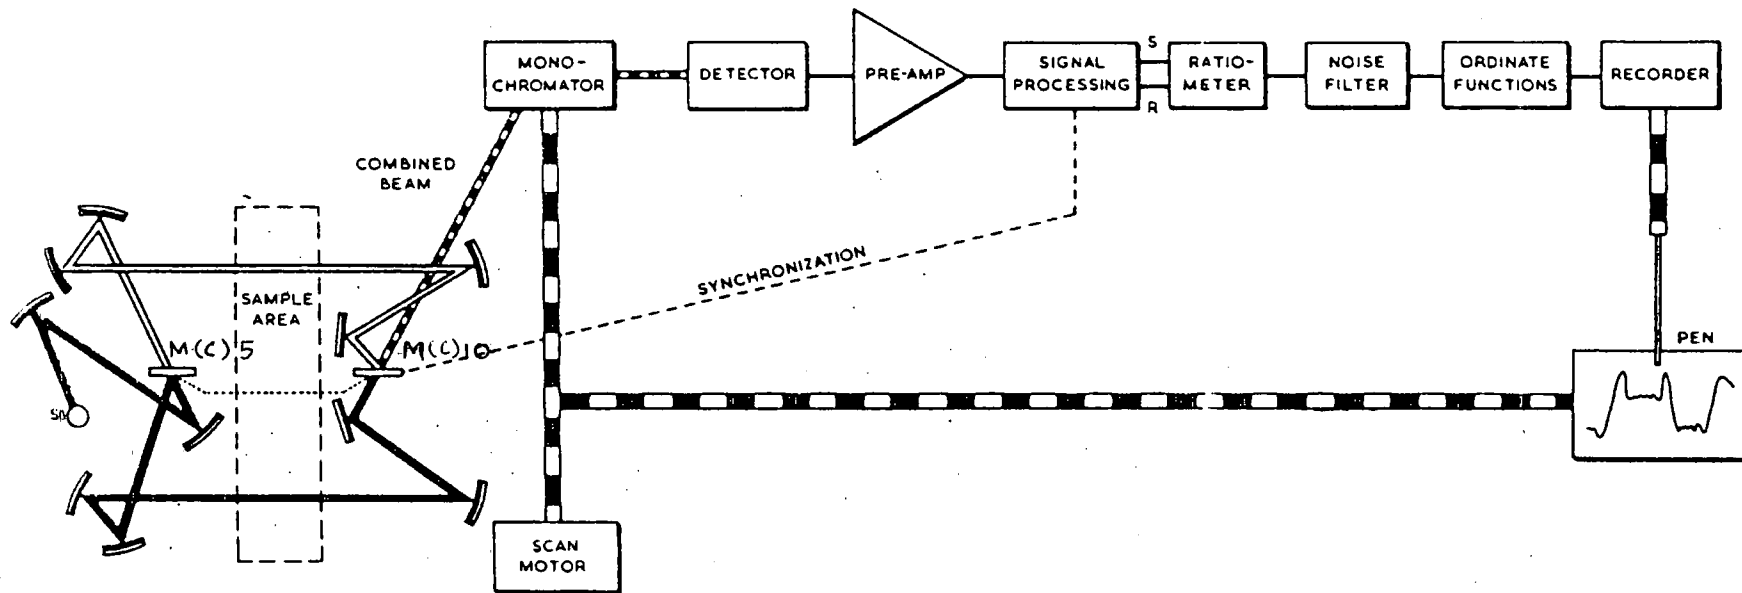 MONO-
CHROMATOR
DETECTOR
PRE-AMP
SIGNAL
PROCESSING
S
R
RATIO-
METER
NOISE
FILTER
ORDINATE
FUNCTIONS
RECORDER
COMBINED
BEAM
SAMPLE
AREA
SYNCHRONIZATION
M(C)5
M(C)10
PEN
SCAN
MOTOR